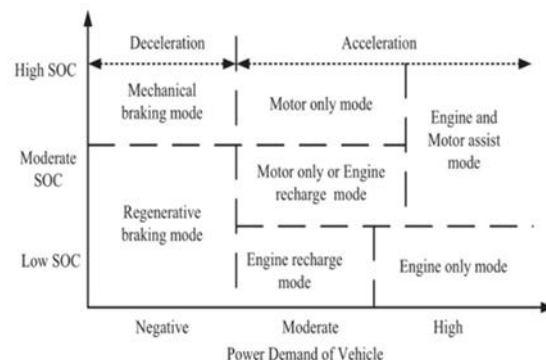 Deceleration
Acceleration
High SOC
Mechanical
braking mode
Motor only mode
Engine and
Motor assist
mode
Moderate
SOC
Motor only or Engine
recharge mode
Regenerative
braking mode
Low SOC
Engine recharge
mode
Engine only mode
Negative
Moderate
High
Power Demand of Vehicle